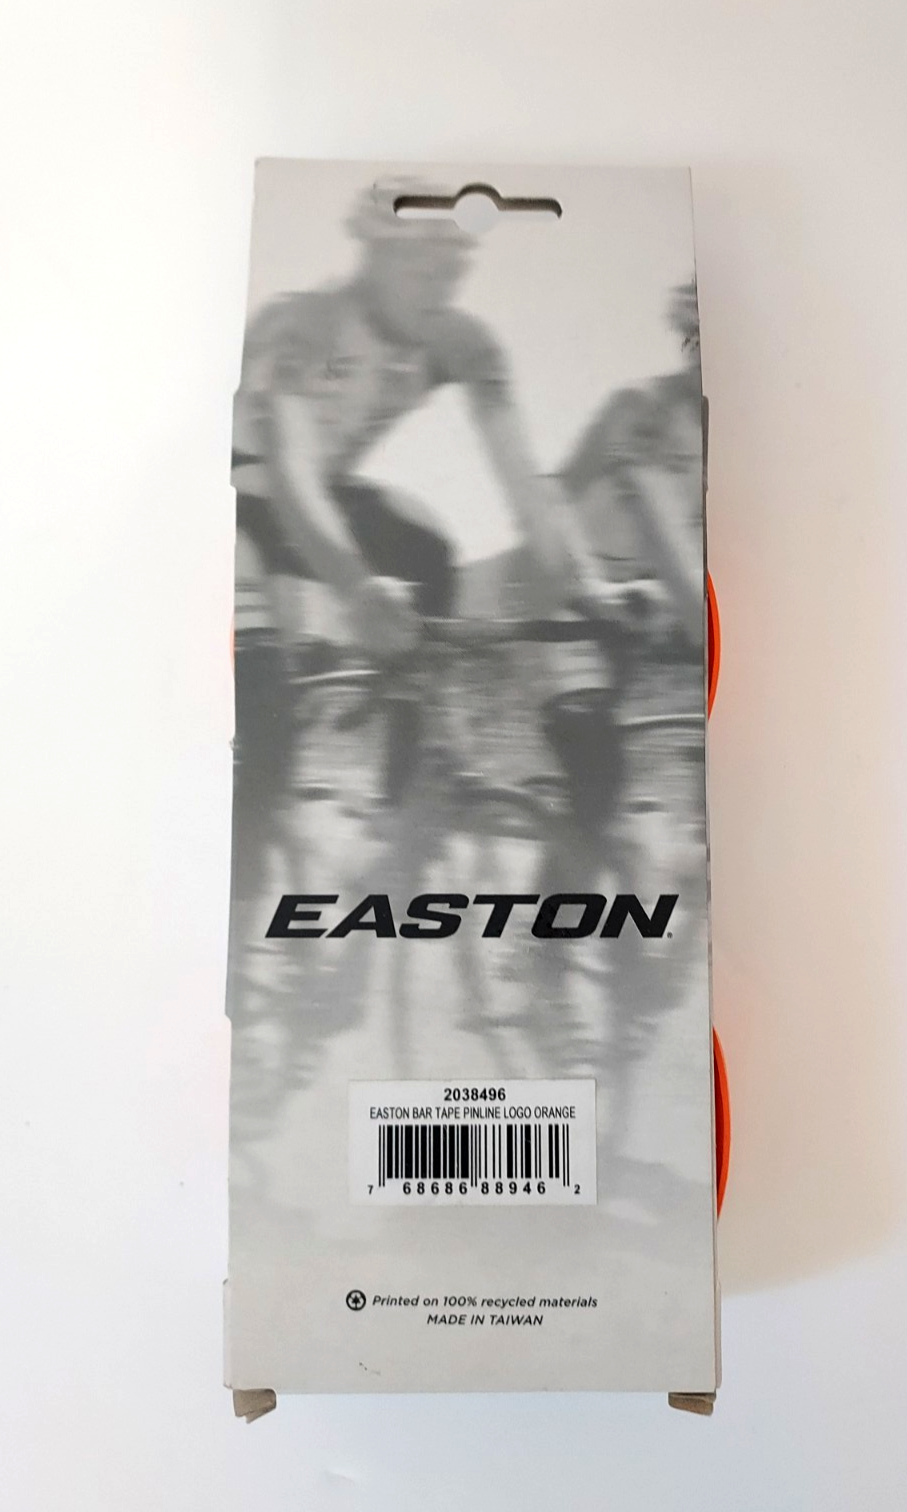 EASTON
2038496
EASTON BAR TAPE PINLINE LOGO ORANGE
7 68686 88946 2
Printed on 100% recycled materials
MADE IN TAIWAN